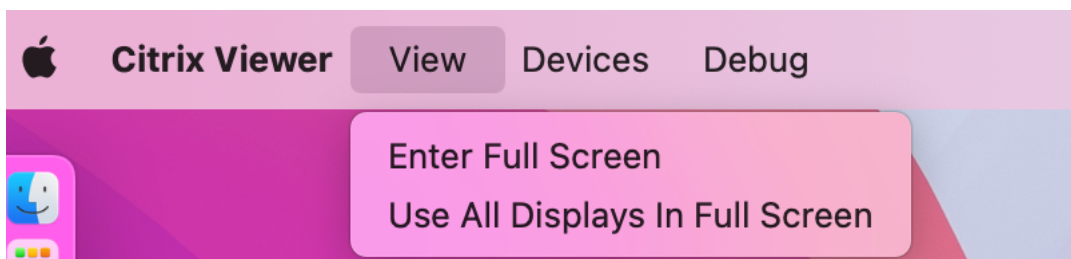 Citrix Viewer View Devices Debug
Enter Full Screen
Use All Displays In Full Screen